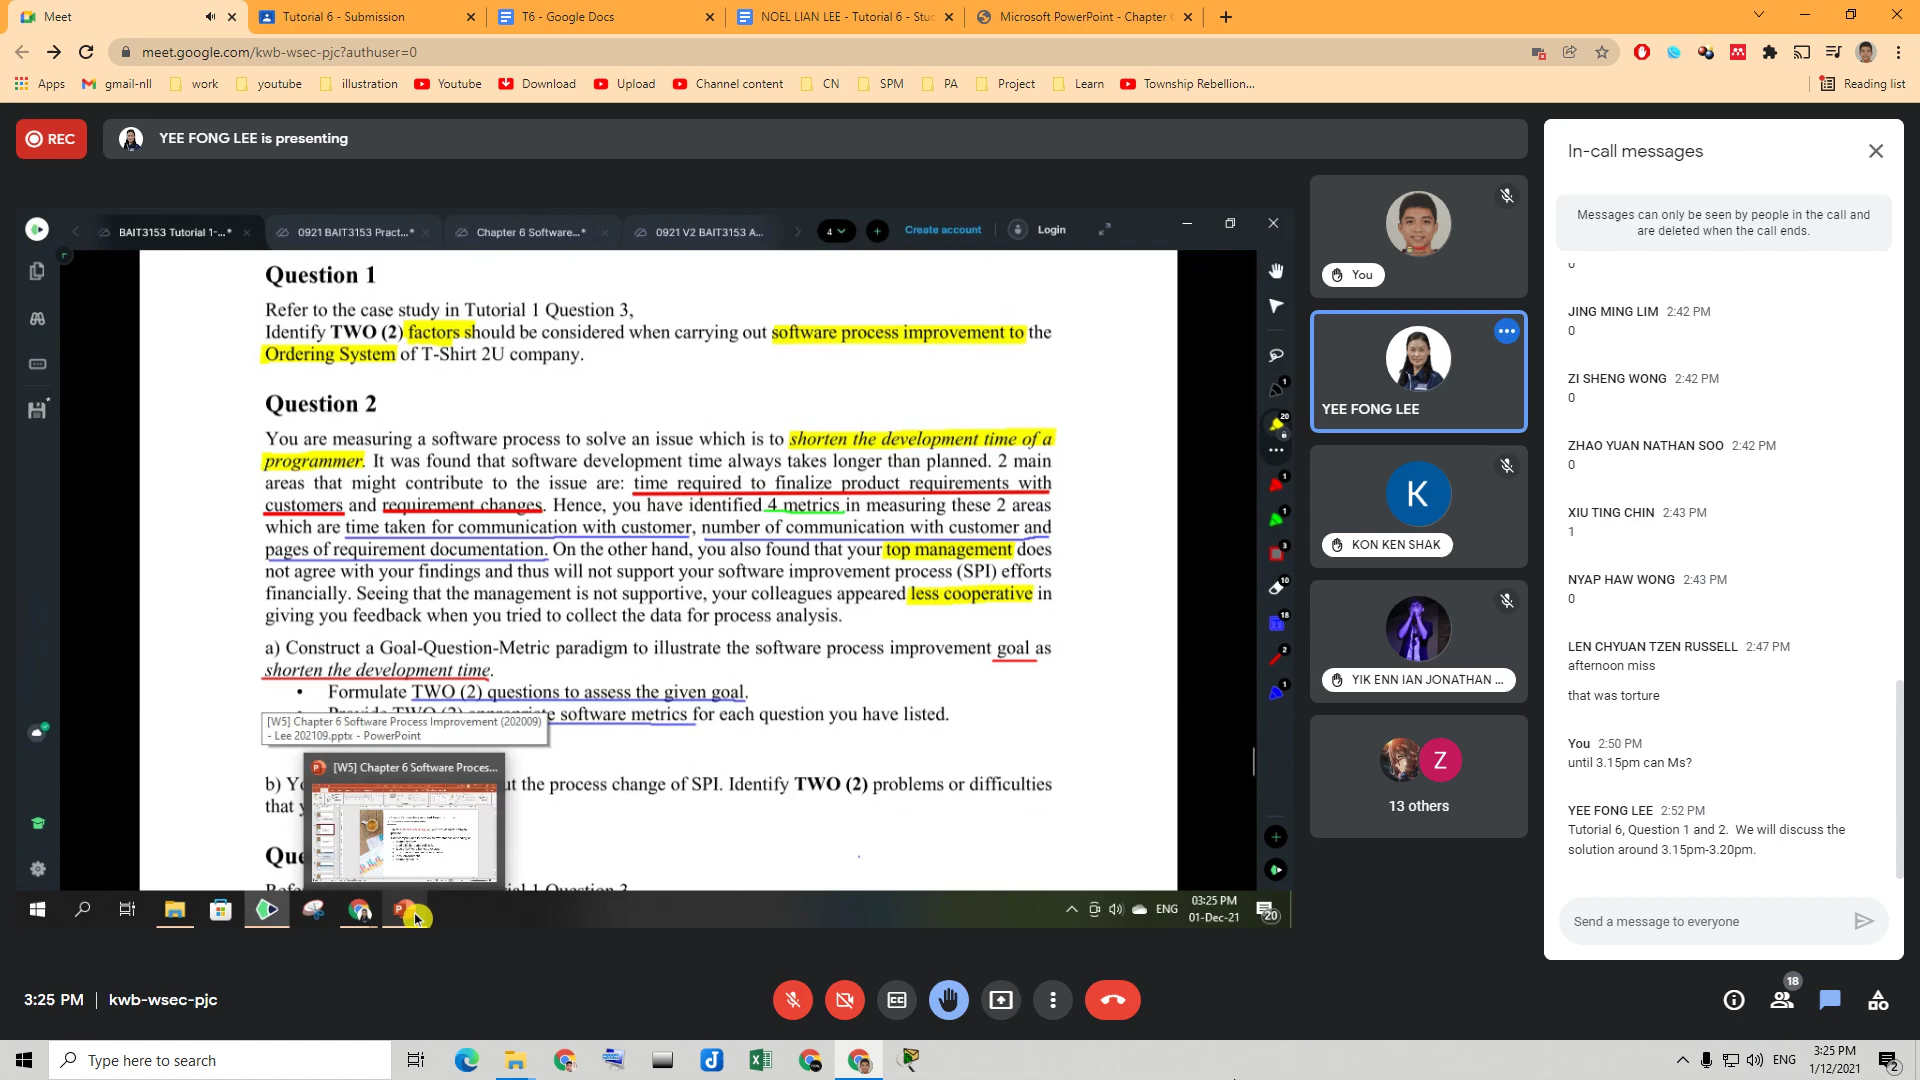 Meet
Tutorial 6 - Submission
T6 - Google Docs
NOEL LIAN LEE - Tutorial 6 - Stud
Microsoft PowerPoint - Chapter 6
meet.google.com/kwb-wsec-pjc?authuser=0
Apps
gmail-nll
work
youtube
illustration
Youtube
Download
Upload
Channel content
CN
SPM
PA
Project
Learn
Township Rebellion...
Reading list
REC
YEE FONG LEE is presenting
BAIT3153 Tutorial 1-...*
0921 BAIT3153 Pract...*
Chapter 6 Software...*
0921 V2 BAIT3153 A...
4
Create account
Login
Question 1
Refer to the case study in Tutorial 1 Question 3,
Identify TWO (2) factors should be considered when carrying out software process improvement to the
Ordering System of T-Shirt 2U company.
Question 2
You are measuring a software process to solve an issue which is to shorten the development time of a
programmer. It was found that software development time always takes longer than planned. 2 main
areas that might contribute to the issue are: time required to finalize product requirements with
customers and requirement changes. Hence, you have identified 4 metrics in measuring these 2 areas
which are time taken for communication with customer, number of communication with customer and
pages of requirement documentation. On the other hand, you also found that your top management does
not agree with your findings and thus will not support your software improvement process (SPI) efforts
financially. Seeing that the management is not supportive, your colleagues appeared less cooperative in
giving you feedback when you tried to collect the data for process analysis.
a) Construct a Goal-Question-Metric paradigm to illustrate the software process improvement goal as
shorten the development time.
• Formulate TWO (2) questions to assess the given goal.
• Provide TWO (2) appropriate software metrics for each question you have listed.
[W5] Chapter 6 Software Process Improvement (202009)
- Lee 202109.pptx - PowerPoint
[W5] Chapter 6 Software Proces...
b) Yo
ut the process change of SPI. Identify TWO (2) problems or difficulties
that y
Que
Refe
ial 1 Question 3
ENG
03:25 PM
01-Dec-21
20
You
YEE FONG LEE
K
KON KEN SHAK
YIK ENN IAN JONATHAN ...
Z
13 others
In-call messages
Messages can only be seen by people in the call and
are deleted when the call ends.
0
JING MING LIM 2:42 PM
0
ZI SHENG WONG 2:42 PM
0
ZHAO YUAN NATHAN SOO 2:42 PM
0
XIU TING CHIN 2:43 PM
1
NYAP HAW WONG 2:43 PM
0
LEN CHYUAN TZEN RUSSELL 2:47 PM
afternoon miss
that was torture
You 2:50 PM
until 3.15pm can Ms?
YEE FONG LEE 2:52 PM
Tutorial 6, Question 1 and 2. We will discuss the
solution around 3.15pm-3.20pm.
Send a message to everyone
3:25 PM | kwb-wsec-pjc
18
Type here to search
ENG
3:25 PM
1/12/2021
2